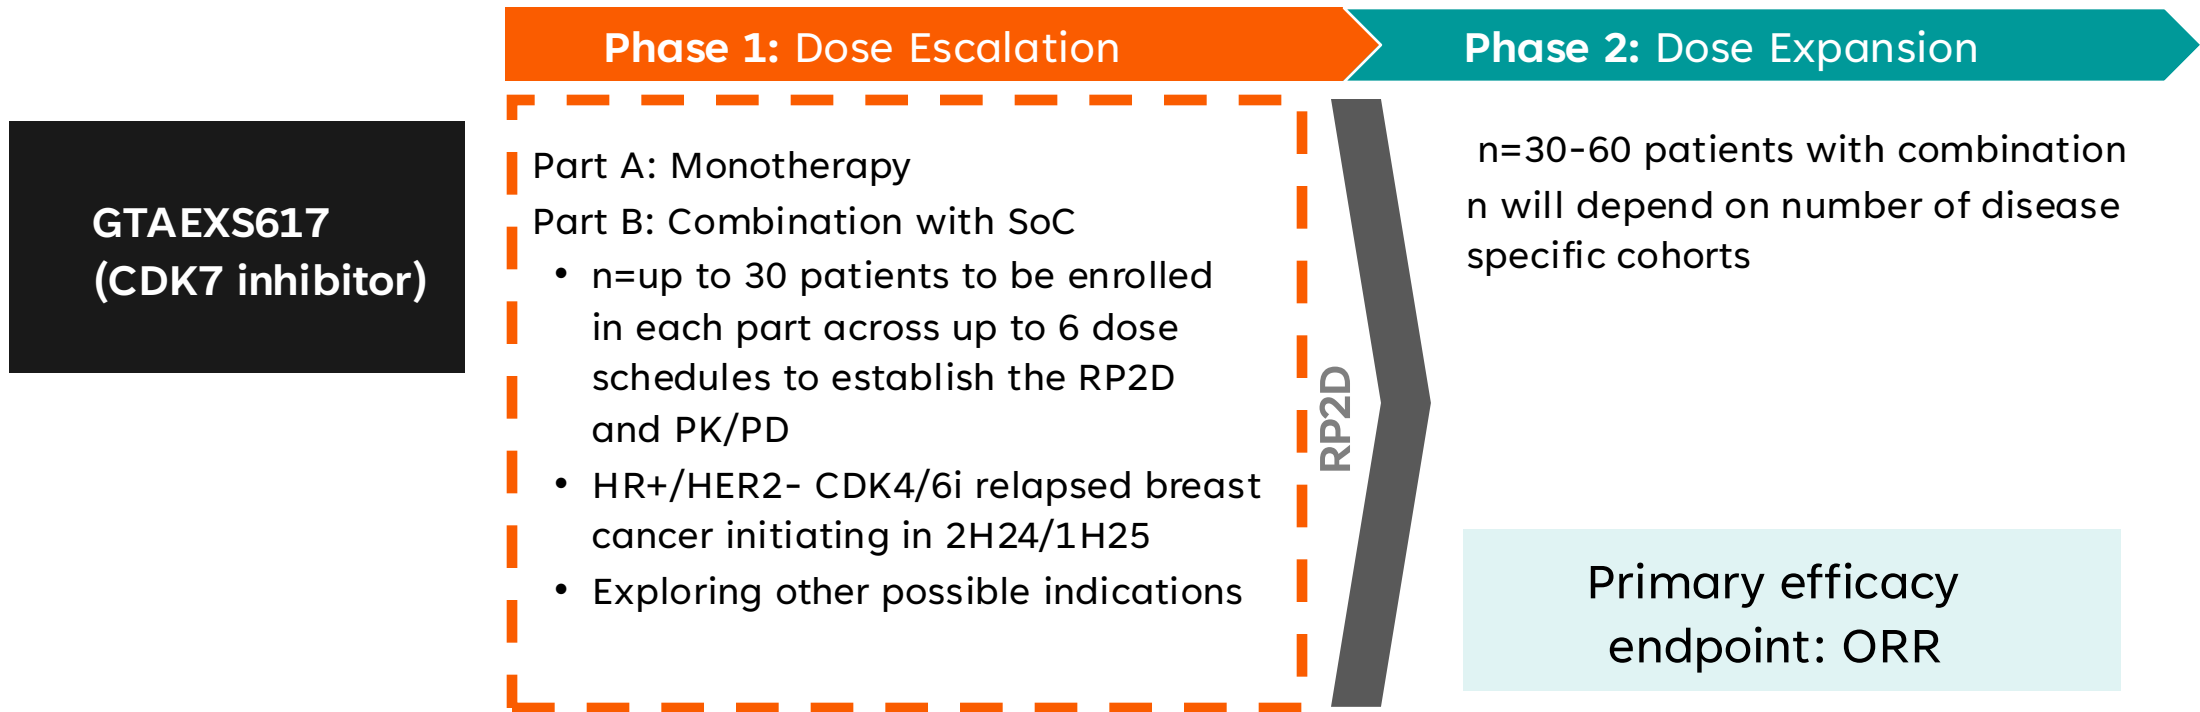 Phase 1: Dose Escalation
Phase 2: Dose Expansion
GTAEXS617
(CDK7 inhibitor)
Part A: Monotherapy
Part B: Combination with SoC
• n=up to 30 patients to be enrolled
in each part across up to 6 dose
schedules to establish the RP2D
and PK/PD
• HR+/HER2- CDK4/6i relapsed breast
cancer initiating in 2H24/1H25
• Exploring other possible indications
RP2D
n=30-60 patients with combination
n will depend on number of disease
specific cohorts
Primary efficacy
endpoint: ORR